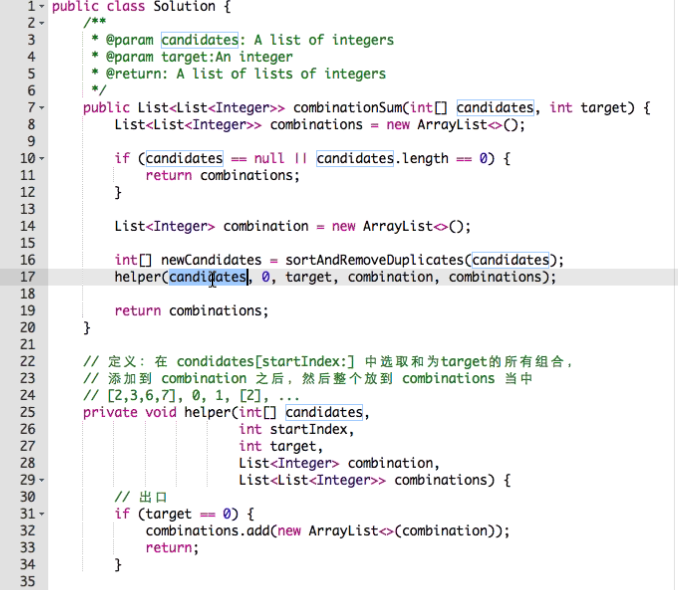 1 public class Solution {
2 /**
3 * @param candidates: A list of integers
4 * @param target:An integer
5 * @return: A list of lists of integers
6 */
7 public List<List<Integer>> combinationSum(int[] candidates, int target) {
8 List<List<Integer>> combinations = new ArrayList<>();
9
10 if (candidates == null || candidates.length == 0) {
11 return combinations;
12 }
13
14 List<Integer> combination = new ArrayList<>();
15
16 int[] newCandidates = sortAndRemoveDuplicates(candidates);
17 helper(candidates, 0, target, combination, combinations);
18
19 return combinations;
20 }
21
22 // 定义：在 condidates[startIndex:] 中选取和为target的所有组合，
23 // 添加到 combination 之后，然后整个放到 combinations 当中
24 // [2,3,6,7], 0, 1, [2], ...
25 private void helper(int[] candidates,
26 int startIndex,
27 int target,
28 List<Integer> combination,
29 List<List<Integer>> combinations) {
30 // 出口
31 if (target == 0) {
32 combinations.add(new ArrayList<>(combination));
33 return;
34 }
35